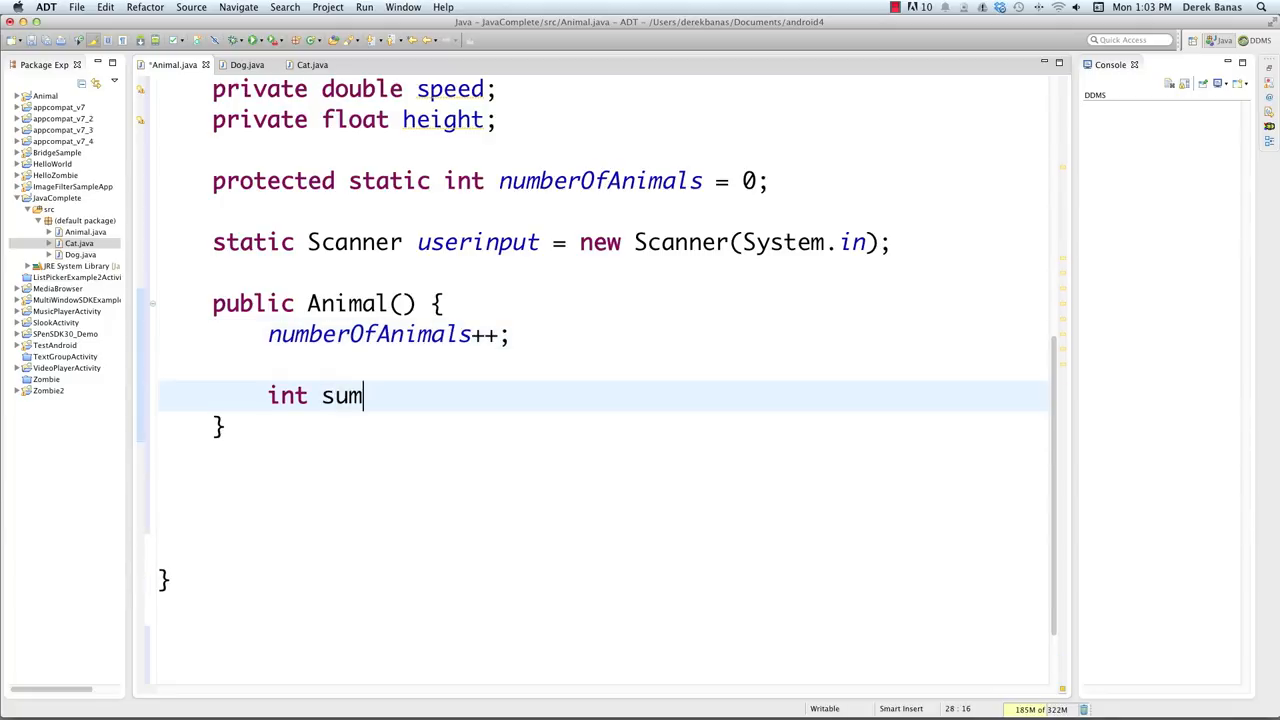 ADT File Edit Refactor Source Navigate Search Project Run Window Help 10 Mon 1:03 PM Derek Banas
Java - JavaComplete/src/Animal.java - ADT - /Users/derekbanas/Documents/android4
Quick Access Java DDMS
Package Exp
*Animal.java Dog.java Cat.java
Console
DDMS
Animal
appcompat_v7
appcompat_v7_2
appcompat_v7_3
appcompat_v7_4
BridgeSample
HelloWorld
HelloZombie
ImageFilterSampleApp
JavaComplete
src
(default package)
Animal.java
Cat.java
Dog.java
JRE System Library [
ListPickerExample2Activi
MediaBrowser
MultiWindowSDKExample
MusicPlayerActivity
SlookActivity
SPenSDK30_Demo
TestAndroid
TextGroupActivity
VideoPlayerActivity
Zombie
Zombie2
private double speed;
private float height;
protected static int numberOfAnimals = 0;
static Scanner userinput = new Scanner(System.in);
public Animal() {
numberOfAnimals++;
int sum
}
}
Writable Smart Insert 28 : 16 185M of 322M